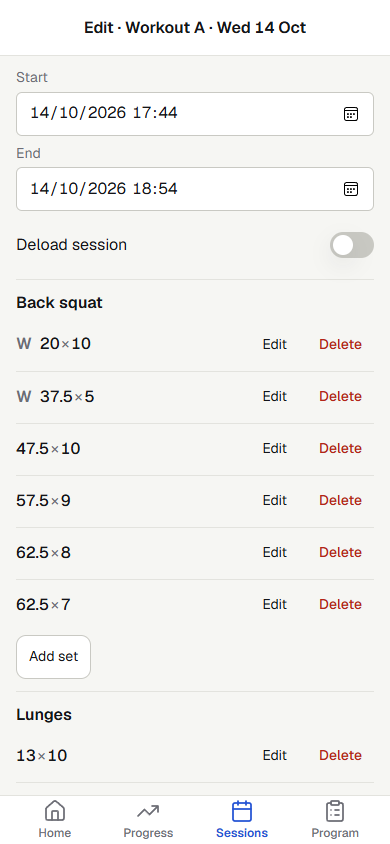 Edit · Workout A · Wed 14 Oct
Start
14/10/2026 17:44
End
14/10/2026 18:54
Deload session
Back squat
W 20×10 Edit Delete
W 37.5×5 Edit Delete
47.5×10 Edit Delete
57.5×9 Edit Delete
62.5×8 Edit Delete
62.5×7 Edit Delete
Add set
Lunges
13×10 Edit Delete
Home Progress Sessions Program